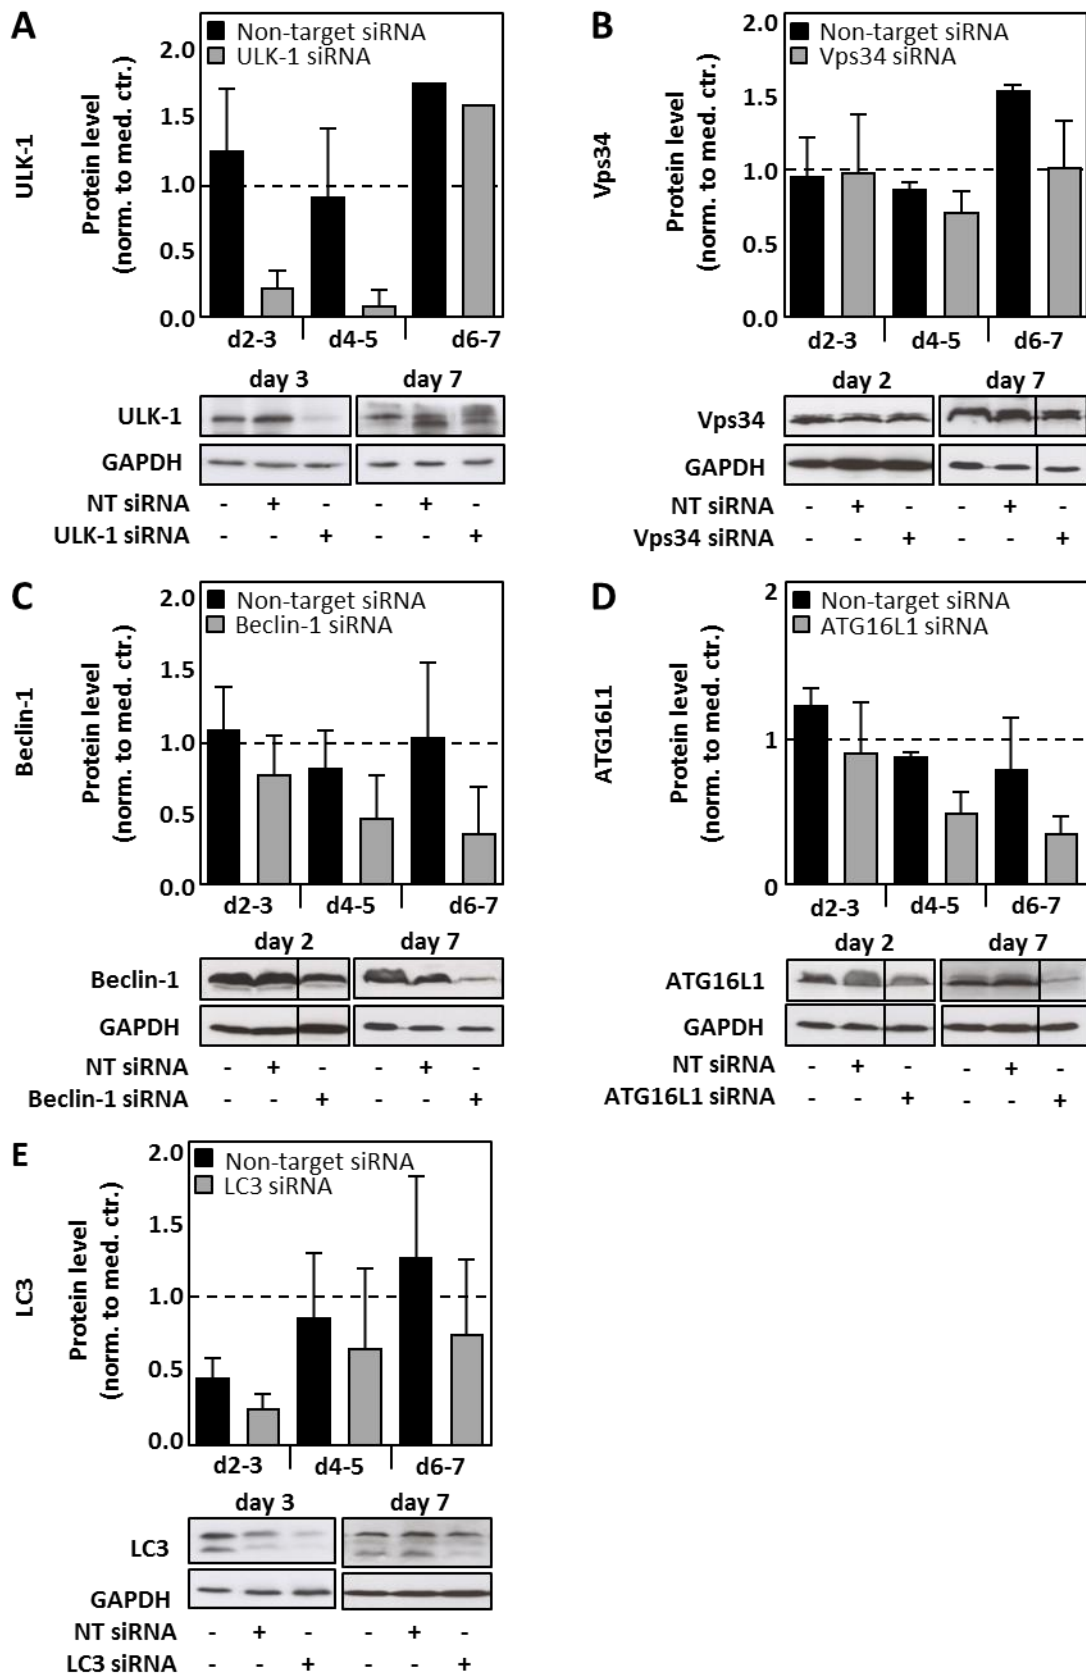 A
ULK-1
Protein level
(norm. to med. ctr.)
2.0
1.5
1.0
0.5
0.0
Non-target siRNA
ULK-1 siRNA
d2-3 d4-5 d6-7
day 3 day 7
ULK-1
GAPDH
NT siRNA - + - - + -
ULK-1 siRNA - - + - - +
B
Vps34
Protein level
(norm. to med. ctr.)
2.0
1.5
1.0
0.5
0.0
Non-target siRNA
Vps34 siRNA
d2-3 d4-5 d6-7
day 2 day 7
Vps34
GAPDH
NT siRNA - + - - + -
Vps34 siRNA - - + - - +
C
Beclin-1
Protein level
(norm. to med. ctr.)
2.0
1.5
1.0
0.5
0.0
Non-target siRNA
Beclin-1 siRNA
d2-3 d4-5 d6-7
day 2 day 7
Beclin-1
GAPDH
NT siRNA - + - - + -
Beclin-1 siRNA - - + - - +
D
ATG16L1
Protein level
(norm. to med. ctr.)
2
1
0
Non-target siRNA
ATG16L1 siRNA
d2-3 d4-5 d6-7
day 2 day 7
ATG16L1
GAPDH
NT siRNA - + - - + -
ATG16L1 siRNA - - + - - +
E
LC3
Protein level
(norm. to med. ctr.)
2.0
1.5
1.0
0.5
0.0
Non-target siRNA
LC3 siRNA
d2-3 d4-5 d6-7
day 3 day 7
LC3
GAPDH
NT siRNA - + - - + -
LC3 siRNA - - + - - +